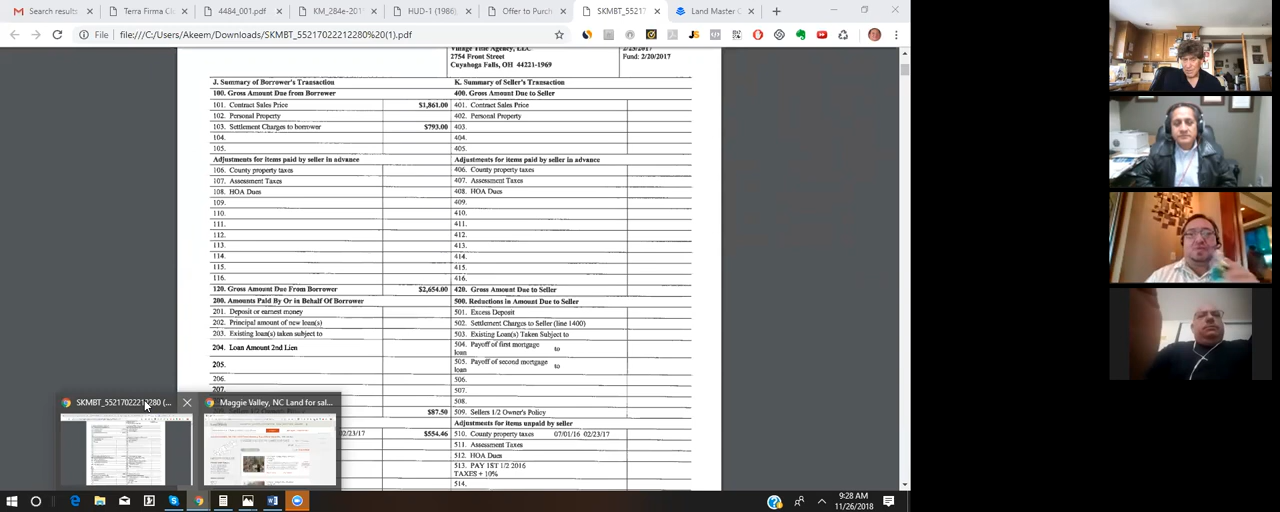 Search results
Terra Firma Cl
4484_001.pdf
KM_284e-201
HUD-1 (1986)
Offer to Purch
SKMBT_55217
Land Master C
File
file:///C:/Users/Akeem/Downloads/SKMBT_55217022212280%20(1).pdf
Village Title Agency, LLC.
2754 Front Street
Cuyahoga Falls, OH 44221-1969
2/23/2017
Fund: 2/20/2017
J. Summary of Borrower's Transaction
K. Summary of Seller's Transaction
100. Gross Amount Due from Borrower
400. Gross Amount Due to Seller
101. Contract Sales Price $1,861.00
401. Contract Sales Price
102. Personal Property
402. Personal Property
103. Settlement Charges to borrower $793.00
403.
104.
404.
105.
405.
Adjustments for items paid by seller in advance
Adjustments for items paid by seller in advance
106. County property taxes
406. County property taxes
107. Assessment Taxes
407. Assessment Taxes
108. HOA Dues
408. HOA Dues
109.
409.
110.
410.
111.
411.
112.
412.
113.
413.
114.
414.
115.
415.
116.
416.
120. Gross Amount Due From Borrower $2,654.00
420. Gross Amount Due to Seller
200. Amounts Paid By Or in Behalf Of Borrower
500. Reductions in Amount Due to Seller
201. Deposit or earnest money
501. Excess Deposit
202. Principal amount of new loan(s)
502. Settlement Charges to Seller (line 1400)
203. Existing loan(s) taken subject to
503. Existing Loan(s) Taken Subject to
204. Loan Amount 2nd Lien
504. Payoff of first mortgage loan to
205.
505. Payoff of second mortgage loan to
206.
506.
207.
507.
508.
$87.50
509. Sellers 1/2 Owner's Policy
Adjustments for items unpaid by seller
02/23/17 $554.46
510. County property taxes 07/01/16 02/23/17
511. Assessment Taxes
512. HOA Dues
513. PAY 1ST 1/2 2016
TAXES + 10%
514.
SKMBT_55217022212280 (...
Maggie Valley, NC Land for sal...
9:28 AM
11/26/2018